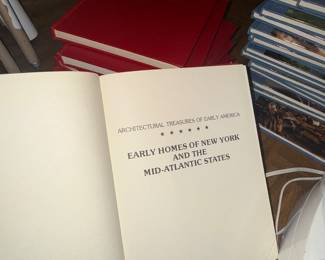 ARCHITECTURAL TREASURES OF EARLY AMERICA
★ ★ ★ ★ ★ ★
EARLY HOMES OF NEW YORK
AND THE
MID-ATLANTIC STATES